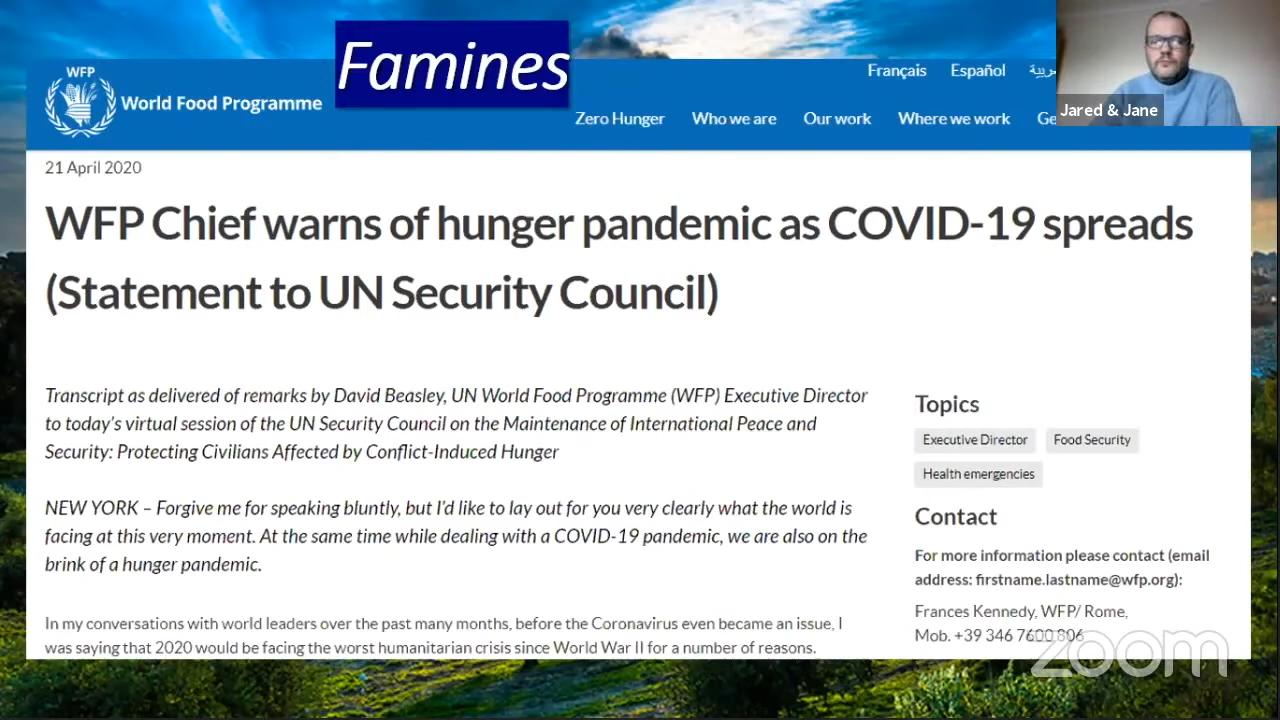 Famines
WFP
World Food Programme
Français Español
Zero Hunger Who we are Our work Where we work Ge
Jared & Jane
21 April 2020
WFP Chief warns of hunger pandemic as COVID-19 spreads
(Statement to UN Security Council)
Transcript as delivered of remarks by David Beasley, UN World Food Programme (WFP) Executive Director
to today's virtual session of the UN Security Council on the Maintenance of International Peace and
Security: Protecting Civilians Affected by Conflict-Induced Hunger
NEW YORK – Forgive me for speaking bluntly, but I'd like to lay out for you very clearly what the world is
facing at this very moment. At the same time while dealing with a COVID-19 pandemic, we are also on the
brink of a hunger pandemic.
In my conversations with world leaders over the past many months, before the Coronavirus even became an issue, I
was saying that 2020 would be facing the worst humanitarian crisis since World War II for a number of reasons.
Topics
Executive Director Food Security
Health emergencies
Contact
For more information please contact (email
address: firstname.lastname@wfp.org):
Frances Kennedy, WFP/ Rome,
Mob. +39 346 7600 806
zoom